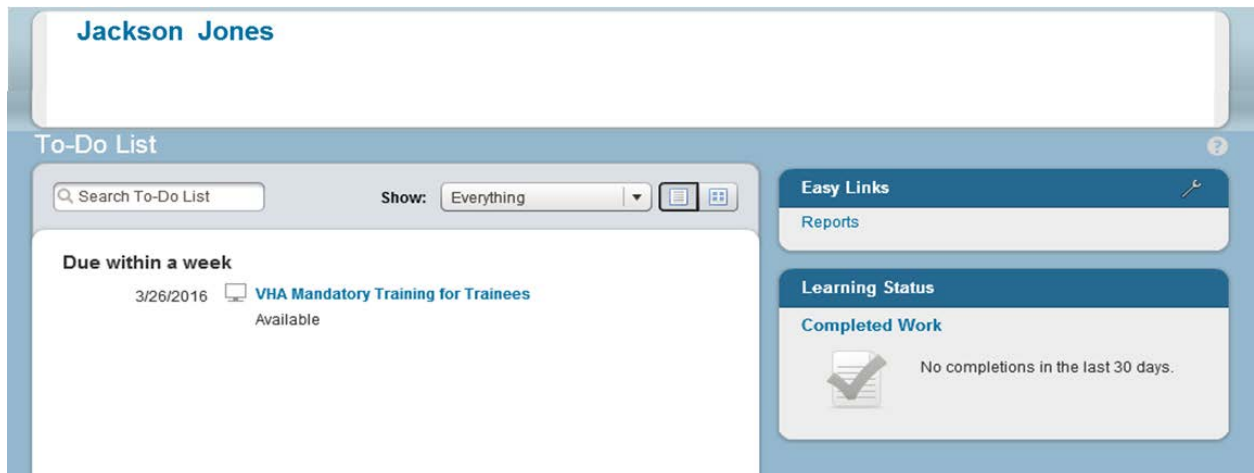 Jackson Jones
To-Do List
?
Search To-Do List
Show:
Everything
Due within a week
3/26/2016
VHA Mandatory Training for Trainees
Available
Easy Links
Reports
Learning Status
Completed Work
No completions in the last 30 days.